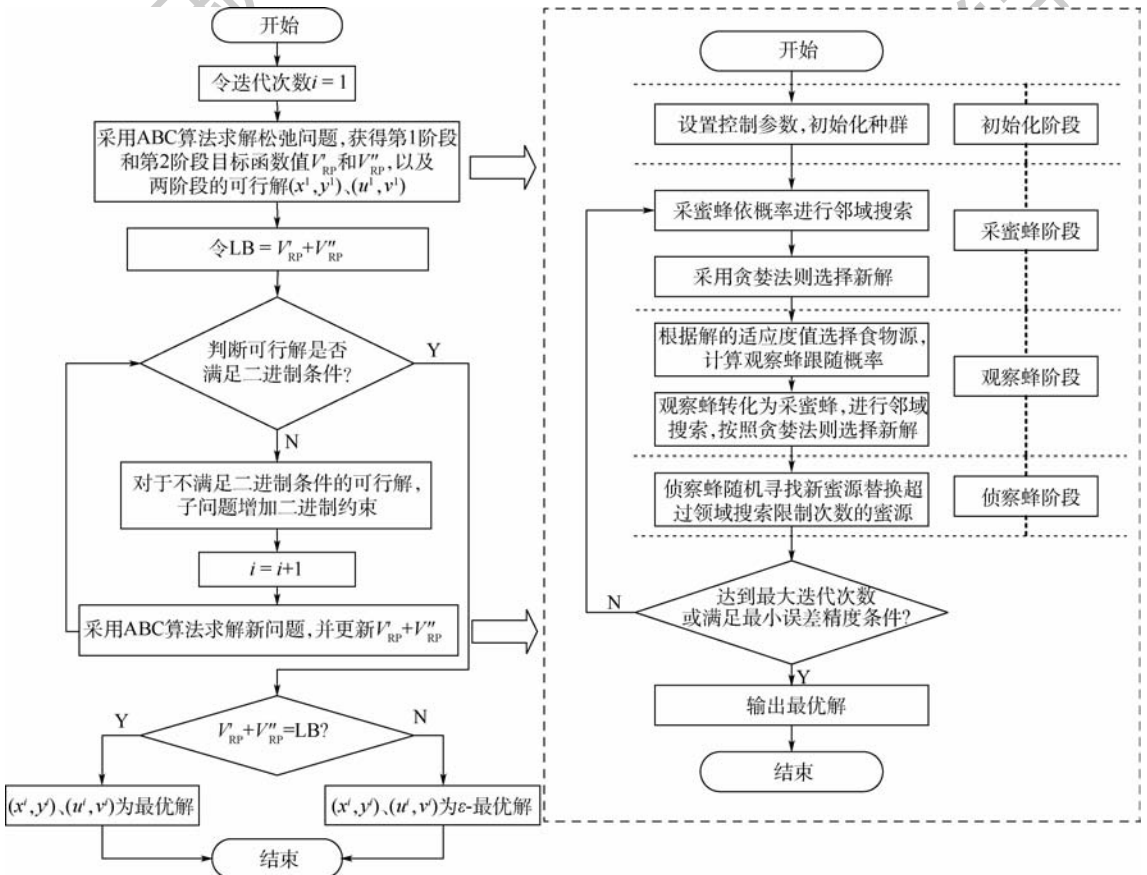 开始
令迭代次数i = 1
采用ABC算法求解松弛问题,获得第1阶段
和第2阶段目标函数值V′RP和V″RP,以及
两阶段的可行解(x¹,y¹)、(u¹,v¹)
令LB = V′RP+V″RP
判断可行解是否
满足二进制条件?
Y
N
对于不满足二进制条件的可行解,
子问题增加二进制约束
i = i+1
采用ABC算法求解新问题,并更新V′RP+V″RP
Y
V′RP+V″RP=LB?
N
(xⁱ,yⁱ)、(uⁱ,vⁱ)为最优解
(xⁱ,yⁱ)、(uⁱ,vⁱ)为ε-最优解
结束
开始
设置控制参数,初始化种群
初始化阶段
采蜜蜂依概率进行邻域搜索
采蜜蜂阶段
采用贪婪法则选择新解
根据解的适应度值选择食物源,
计算观察蜂跟随概率
观察蜂阶段
观察蜂转化为采蜜蜂,进行邻域
搜索,按照贪婪法则选择新解
侦察蜂随机寻找新蜜源替换超
过领域搜索限制次数的蜜源
侦察蜂阶段
N
达到最大迭代次数
或满足最小误差精度条件?
Y
输出最优解
结束